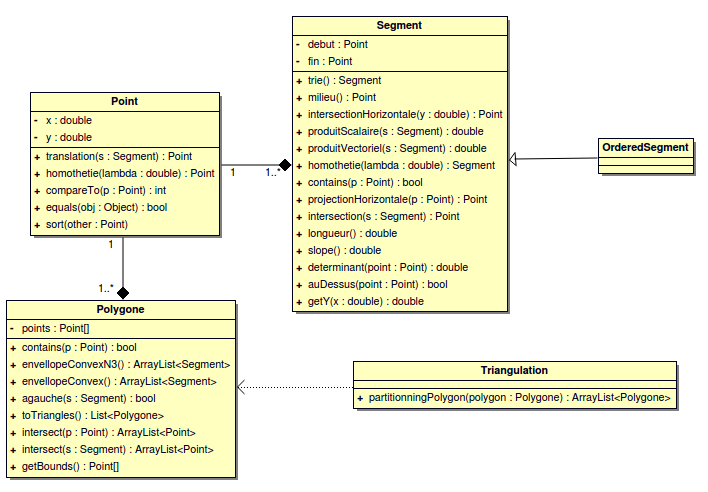 Segment
- debut : Point
- fin : Point
+ trie() : Segment
+ milieu() : Point
+ intersectionHorizontale(y : double) : Point
+ produitScalaire(s : Segment) : double
+ produitVectoriel(s : Segment) : double
+ homothetie(lambda : double) : Segment
+ contains(p : Point) : bool
+ projectionHorizontale(p : Point) : Point
+ intersection(s : Segment) : Point
+ longueur() : double
+ slope() : double
+ determinant(point : Point) : double
+ auDessus(point : Point) : bool
+ getY(x : double) : double
Point
- x : double
- y : double
+ translation(s : Segment) : Point
+ homothetie(lambda : double) : Point
+ compareTo(p : Point) : int
+ equals(obj : Object) : bool
+ sort(other : Point)
1
1..*
OrderedSegment
1
1..*
Polygone
- points : Point[]
+ contains(p : Point) : bool
+ envellopeConvexN3() : ArrayList<Segment>
+ envellopeConvex() : ArrayList<Segment>
+ agauche(s : Segment) : bool
+ toTriangles() : List<Polygone>
+ intersect(p : Point) : ArrayList<Point>
+ intersect(s : Segment) : ArrayList<Point>
+ getBounds() : Point[]
Triangulation
+ partitionningPolygon(polygon : Polygone) : ArrayList<Polygone>